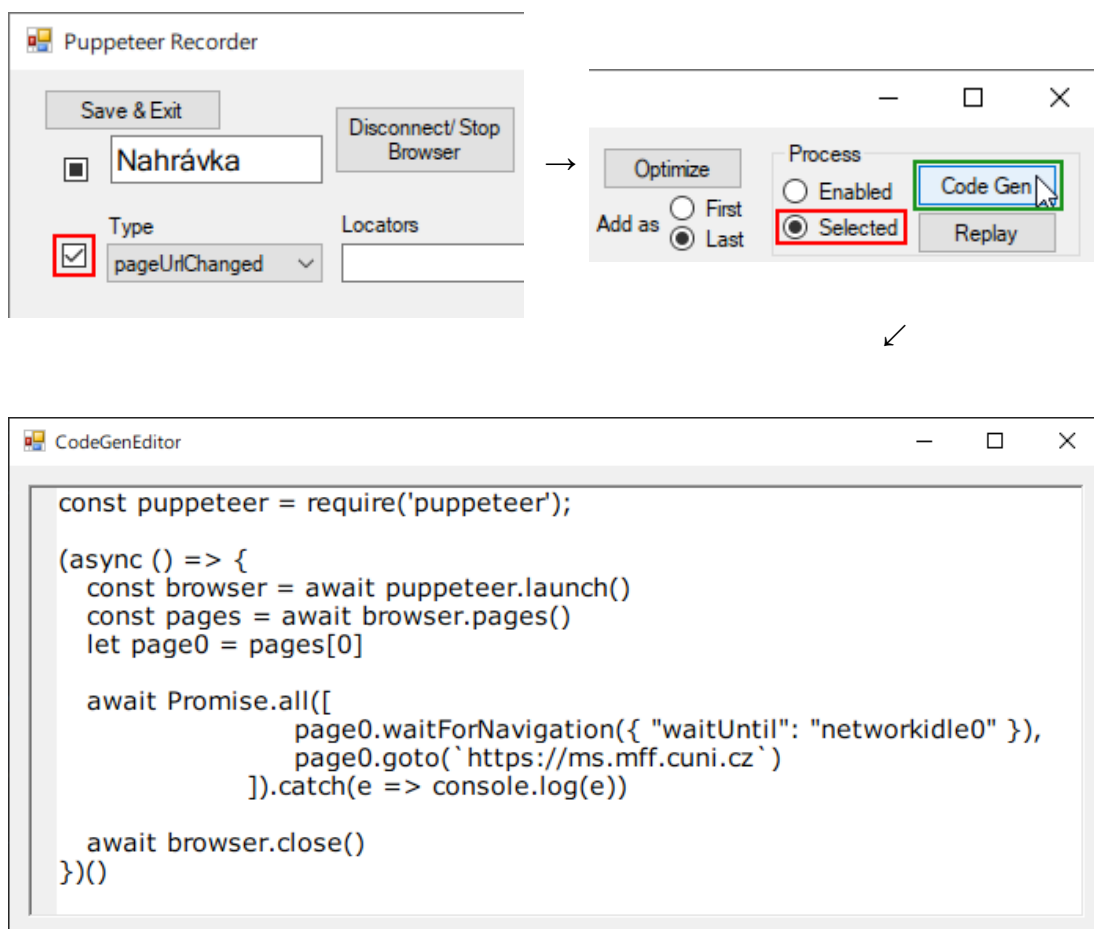 Puppeteer Recorder
Save & Exit
Nahrávka
Disconnect/ Stop
Browser
Type
Locators
pageUrlChanged
→
Optimize
Add as
First
Last
Process
Enabled
Selected
Code Gen
Replay
↙
CodeGenEditor
const puppeteer = require('puppeteer');
(async () => {
const browser = await puppeteer.launch()
const pages = await browser.pages()
let page0 = pages[0]
await Promise.all([
page0.waitForNavigation({ "waitUntil": "networkidle0" }),
page0.goto(`https://ms.mff.cuni.cz`)
]).catch(e => console.log(e))
await browser.close()
})()